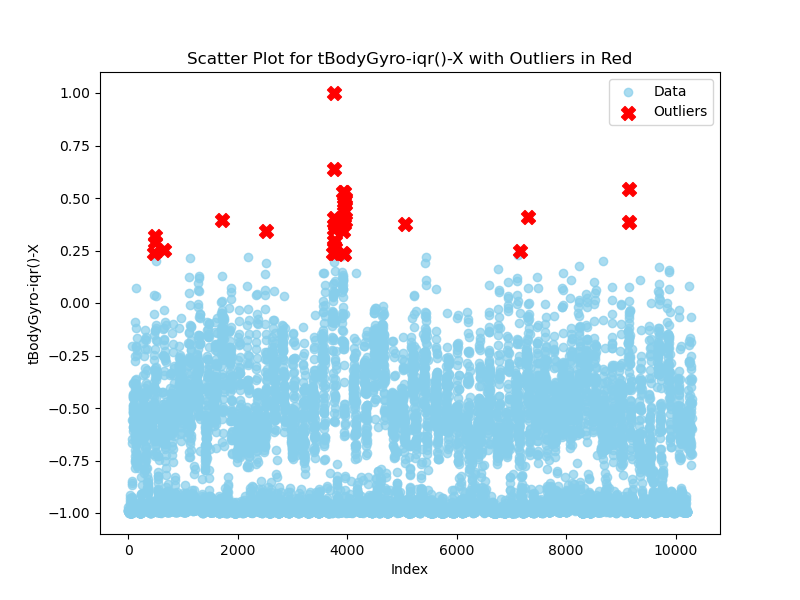 Scatter Plot for tBodyGyro-iqr()-X with Outliers in Red
Data
Outliers
1.00
0.75
0.50
0.25
0.00
−0.25
−0.50
−0.75
−1.00
tBodyGyro-iqr()-X
0 2000 4000 6000 8000 10000
Index